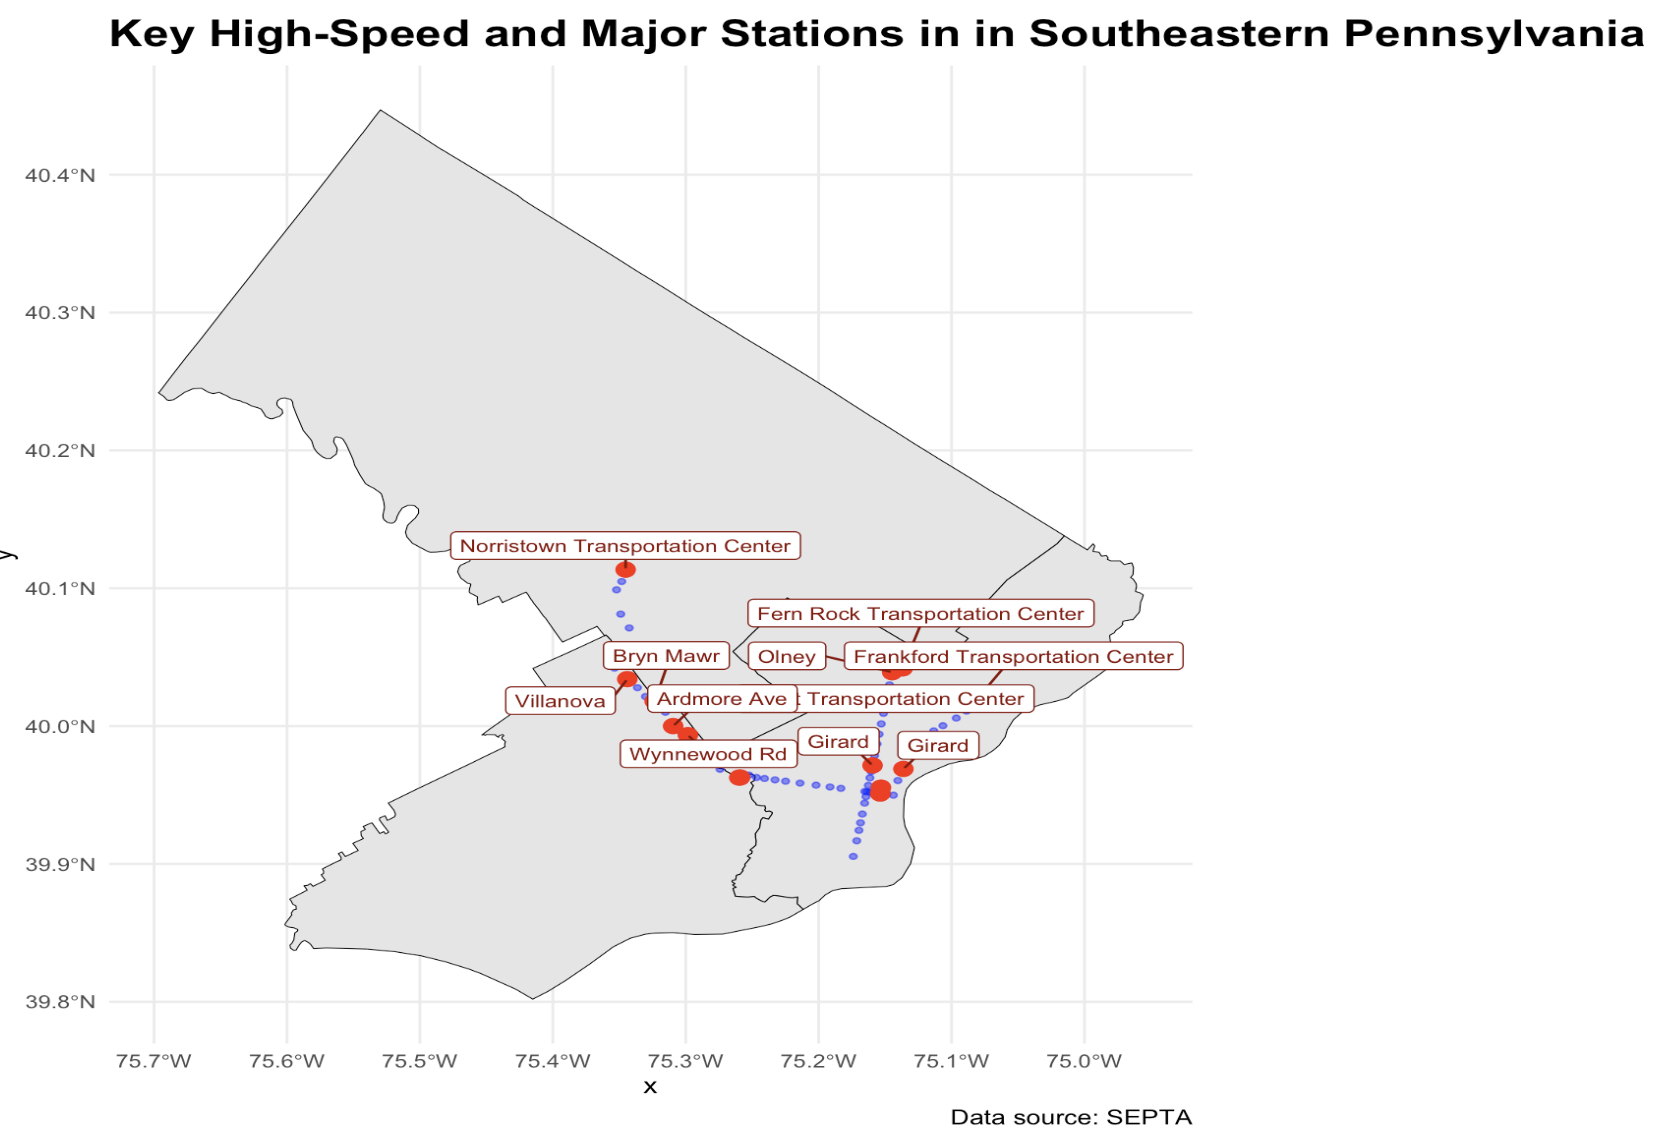 Key High-Speed and Major Stations in in Southeastern Pennsylvania
40.4°N
40.3°N
40.2°N
40.1°N
40.0°N
39.9°N
39.8°N
y
Norristown Transportation Center
Fern Rock Transportation Center
Bryn Mawr
Olney
Frankford Transportation Center
Villanova
Ardmore Ave
Transportation Center
Girard
Girard
Wynnewood Rd
75.7°W
75.6°W
75.5°W
75.4°W
75.3°W
75.2°W
75.1°W
75.0°W
x
Data source: SEPTA